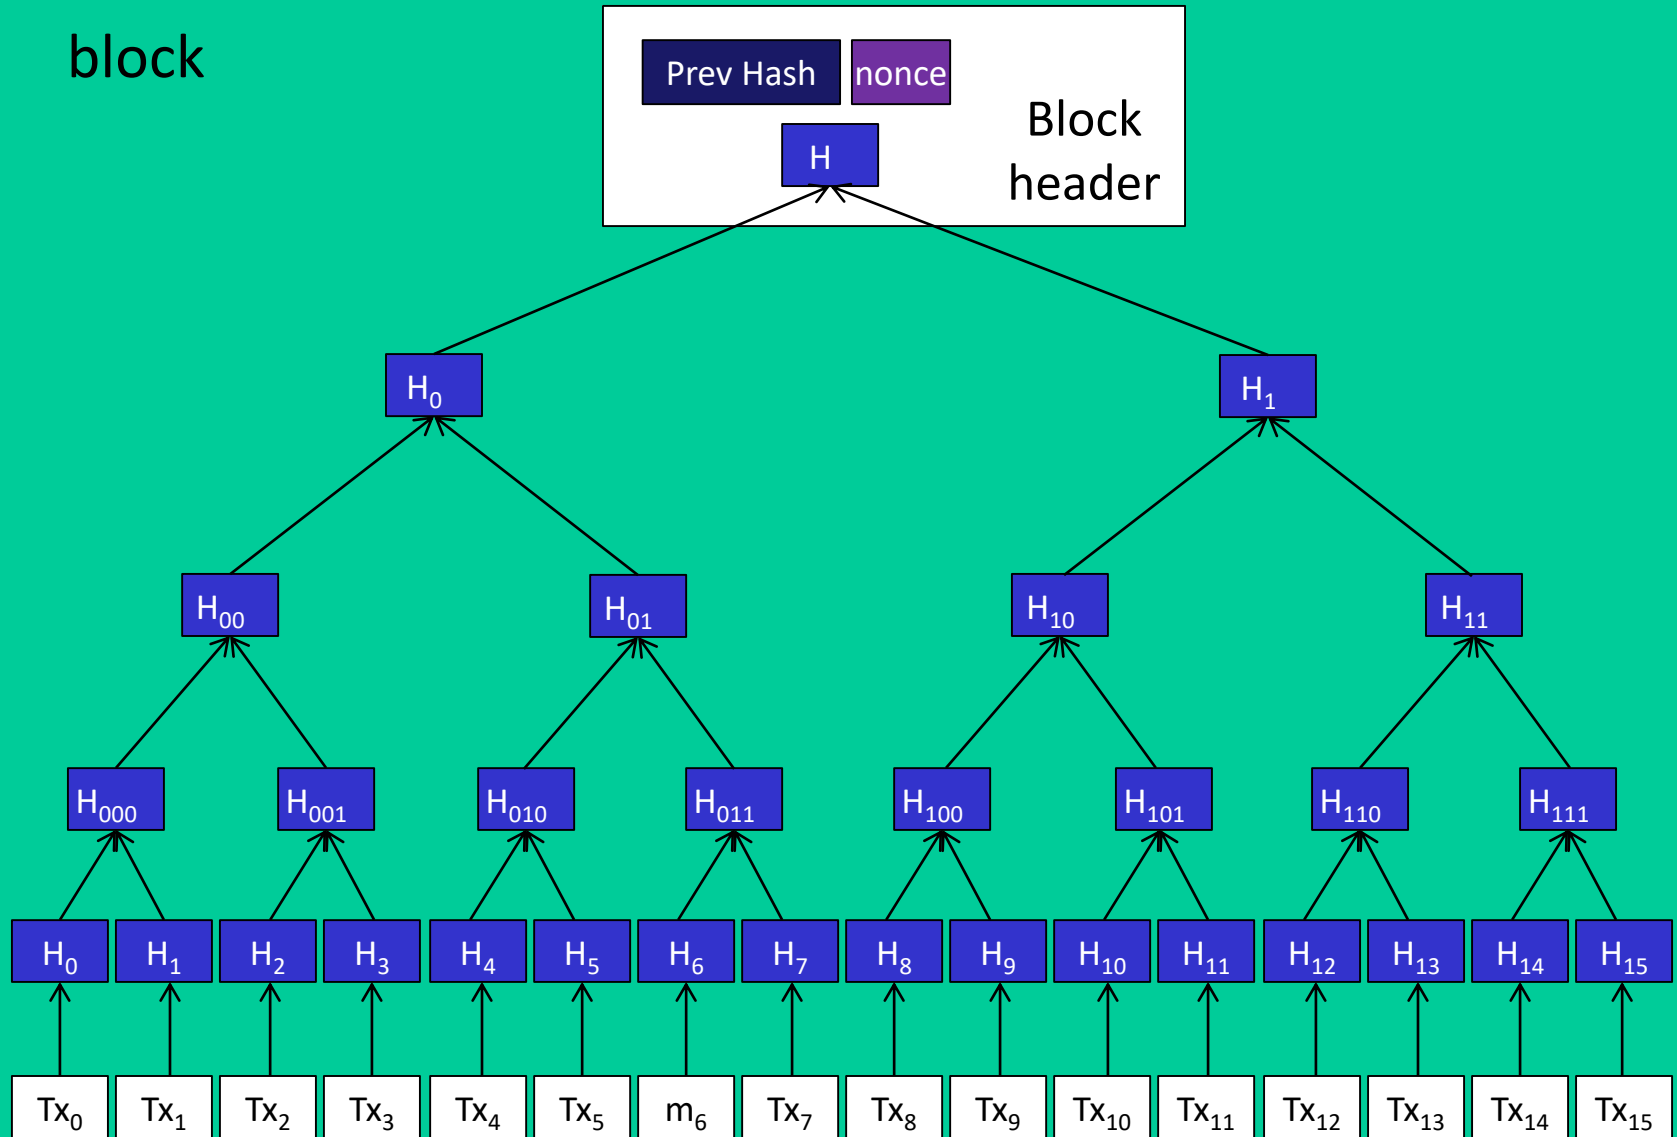 block
Prev Hash nonce
Block
header
H
H₀ H₁
H₀₀ H₀₁ H₁₀ H₁₁
H₀₀₀ H₀₀₁ H₀₁₀ H₀₁₁ H₁₀₀ H₁₀₁ H₁₁₀ H₁₁₁
H₀ H₁ H₂ H₃ H₄ H₅ H₆ H₇ H₈ H₉ H₁₀ H₁₁ H₁₂ H₁₃ H₁₄ H₁₅
Tx₀ Tx₁ Tx₂ Tx₃ Tx₄ Tx₅ m₆ Tx₇ Tx₈ Tx₉ Tx₁₀ Tx₁₁ Tx₁₂ Tx₁₃ Tx₁₄ Tx₁₅